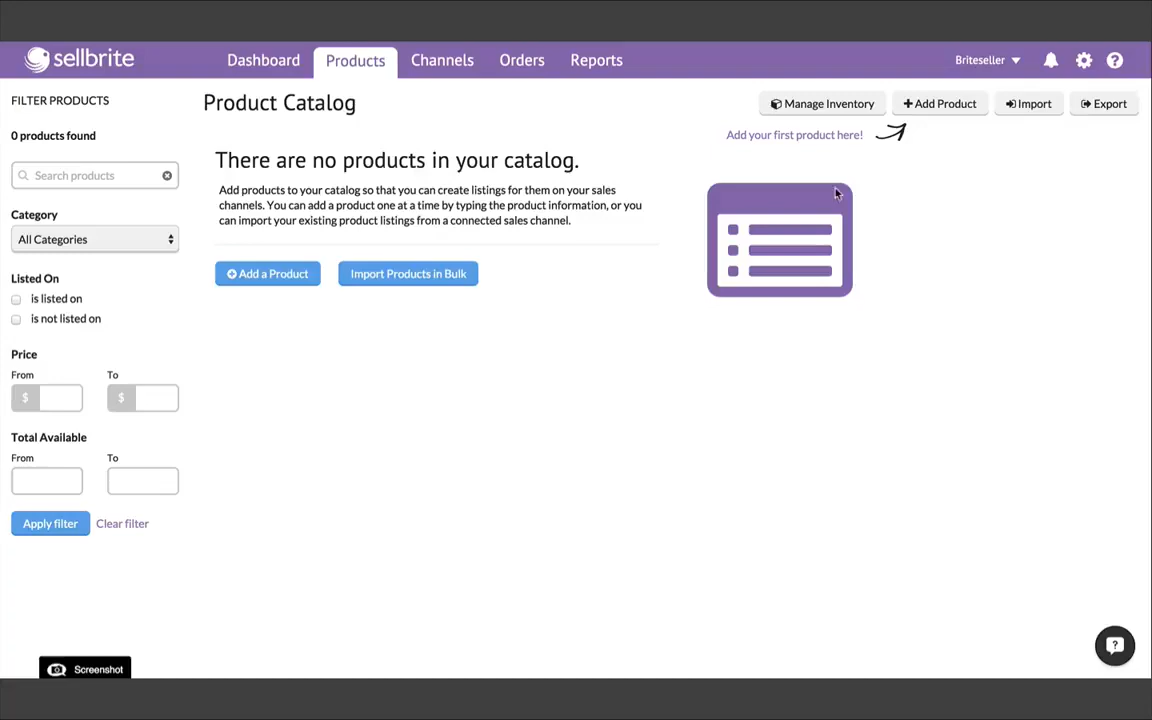 sellbrite
Dashboard
Products
Channels
Orders
Reports
Briteseller
FILTER PRODUCTS
0 products found
Search products
Category
All Categories
Listed On
is listed on
is not listed on
Price
From
To
$
$
Total Available
From
To
Apply filter
Clear filter
Product Catalog
Manage Inventory
Add Product
Import
Export
Add your first product here!
There are no products in your catalog.
Add products to your catalog so that you can create listings for them on your sales
channels. You can add a product one at a time by typing the product information, or you
can import your existing product listings from a connected sales channel.
Add a Product
Import Products in Bulk
Screenshot